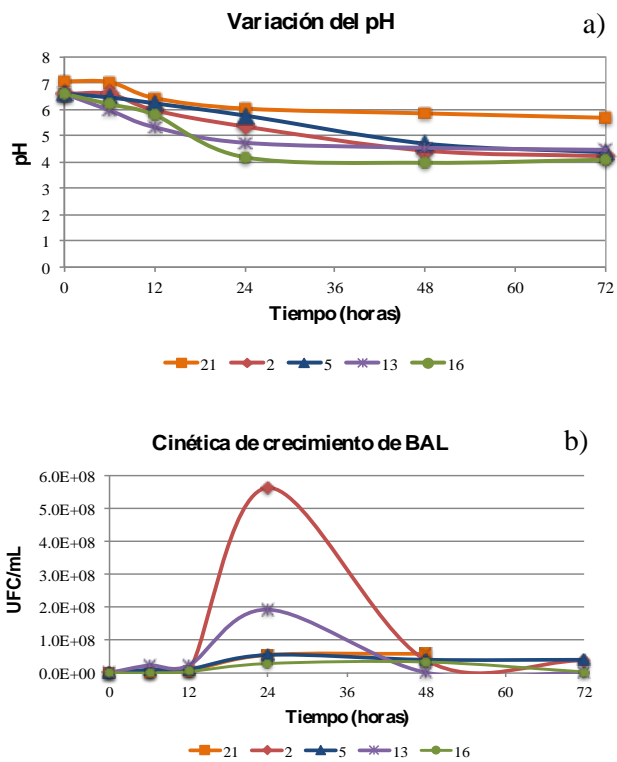 Variación del pH
a)
8
7
6
5
4
3
2
1
0
pH
0 12 24 36 48 60 72
Tiempo (horas)
21 2 5 13 16
Cinética de crecimiento de BAL
b)
6.0E+08
5.0E+08
4.0E+08
3.0E+08
2.0E+08
1.0E+08
0.0E+00
UFC/mL
0 12 24 36 48 60 72
Tiempo (horas)
21 2 5 13 16